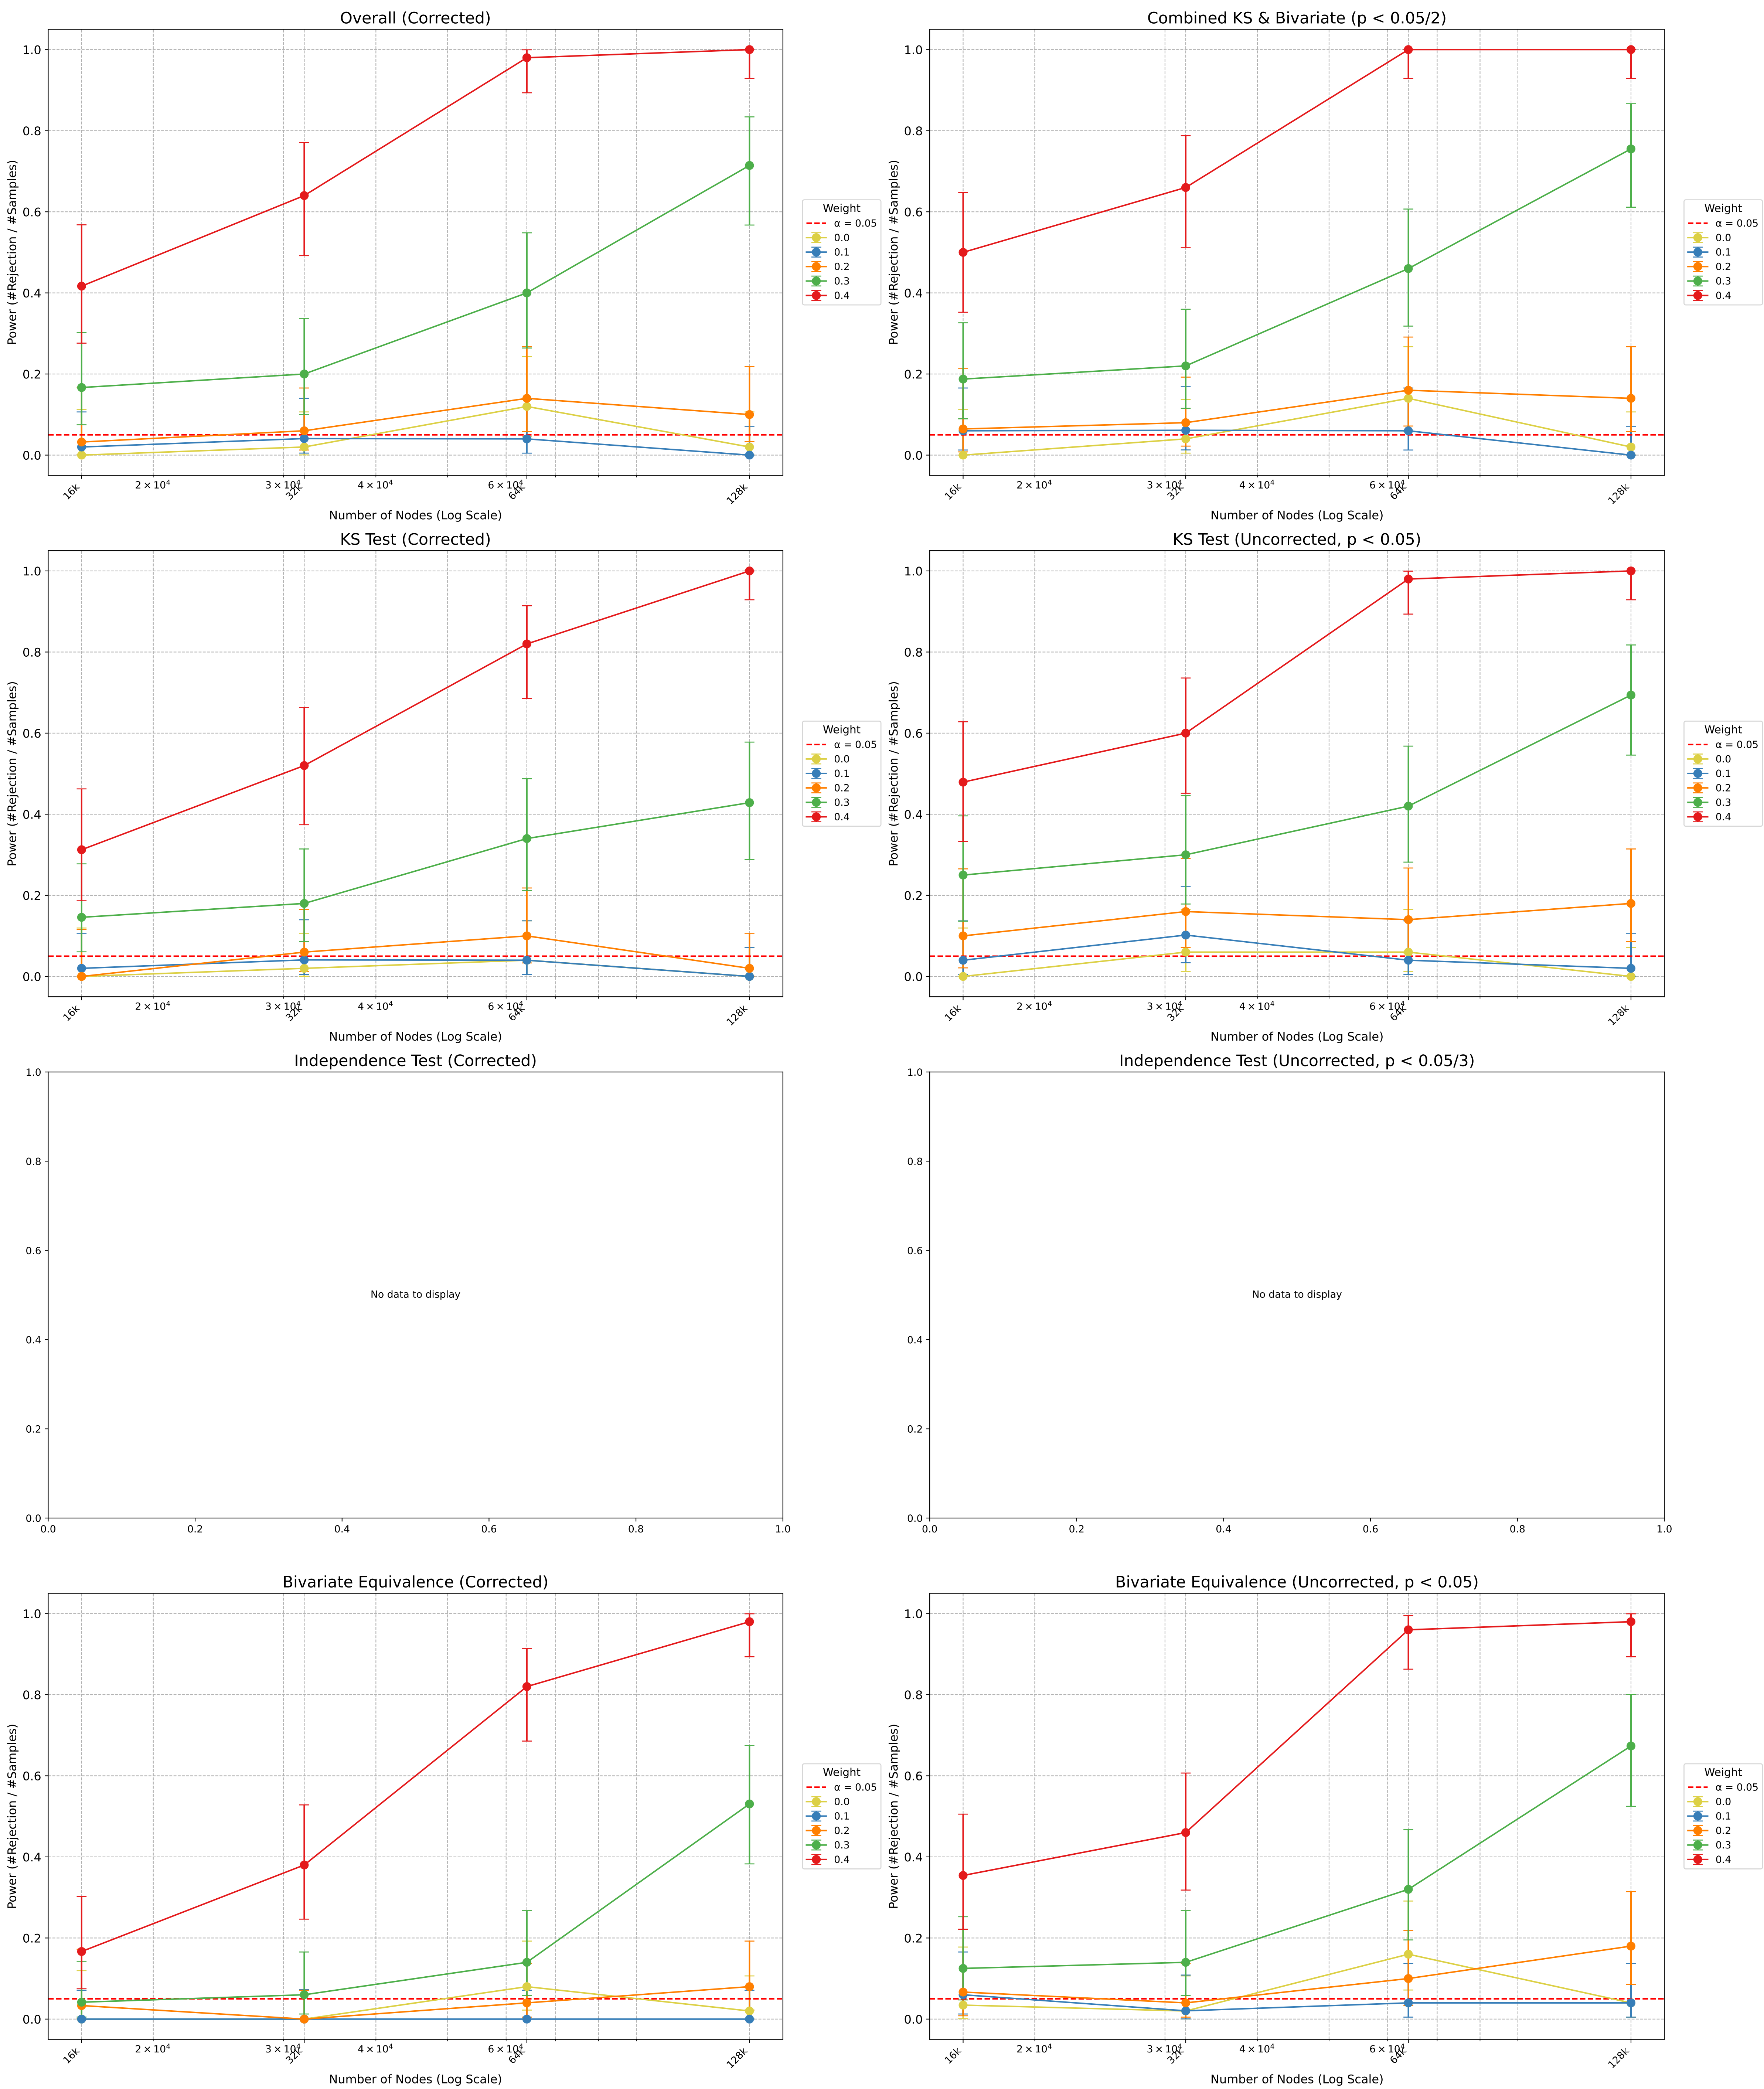 Overall (Corrected)
Power (#Rejection / #Samples)
1.0
0.8
0.6
0.4
0.2
0.0
16k
2 × 10⁴
3 × 10⁴
32k
4 × 10⁴
6 × 10⁴
64k
128k
Number of Nodes (Log Scale)
Weight
α = 0.05
0.0
0.1
0.2
0.3
0.4
Combined KS & Bivariate (p < 0.05/2)
Power (#Rejection / #Samples)
1.0
0.8
0.6
0.4
0.2
0.0
16k
2 × 10⁴
3 × 10⁴
32k
4 × 10⁴
6 × 10⁴
64k
128k
Number of Nodes (Log Scale)
Weight
α = 0.05
0.0
0.1
0.2
0.3
0.4
KS Test (Corrected)
Power (#Rejection / #Samples)
1.0
0.8
0.6
0.4
0.2
0.0
16k
2 × 10⁴
3 × 10⁴
32k
4 × 10⁴
6 × 10⁴
64k
128k
Number of Nodes (Log Scale)
Weight
α = 0.05
0.0
0.1
0.2
0.3
0.4
KS Test (Uncorrected, p < 0.05)
Power (#Rejection / #Samples)
1.0
0.8
0.6
0.4
0.2
0.0
16k
2 × 10⁴
3 × 10⁴
32k
4 × 10⁴
6 × 10⁴
64k
128k
Number of Nodes (Log Scale)
Weight
α = 0.05
0.0
0.1
0.2
0.3
0.4
Independence Test (Corrected)
1.0
0.8
0.6
0.4
0.2
0.0
No data to display
0.0
0.2
0.4
0.6
0.8
1.0
Independence Test (Uncorrected, p < 0.05/3)
1.0
0.8
0.6
0.4
0.2
0.0
No data to display
0.0
0.2
0.4
0.6
0.8
1.0
Bivariate Equivalence (Corrected)
Power (#Rejection / #Samples)
1.0
0.8
0.6
0.4
0.2
0.0
16k
2 × 10⁴
3 × 10⁴
32k
4 × 10⁴
6 × 10⁴
64k
128k
Number of Nodes (Log Scale)
Weight
α = 0.05
0.0
0.1
0.2
0.3
0.4
Bivariate Equivalence (Uncorrected, p < 0.05)
Power (#Rejection / #Samples)
1.0
0.8
0.6
0.4
0.2
0.0
16k
2 × 10⁴
3 × 10⁴
32k
4 × 10⁴
6 × 10⁴
64k
128k
Number of Nodes (Log Scale)
Weight
α = 0.05
0.0
0.1
0.2
0.3
0.4